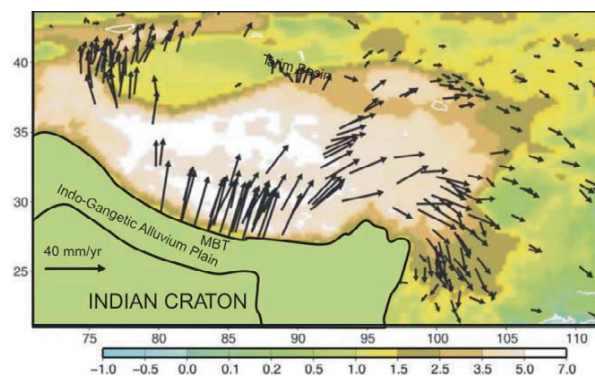 40
Tarim Basin
35
30
Indo-Gangetic Alluvium Plain
MBT
25
40 mm/yr
INDIAN CRATON
75 80 85 90 95 100 105 110
-1.0 -0.5 0.0 0.1 0.2 0.5 1.0 1.5 2.5 3.5 5.0 7.0